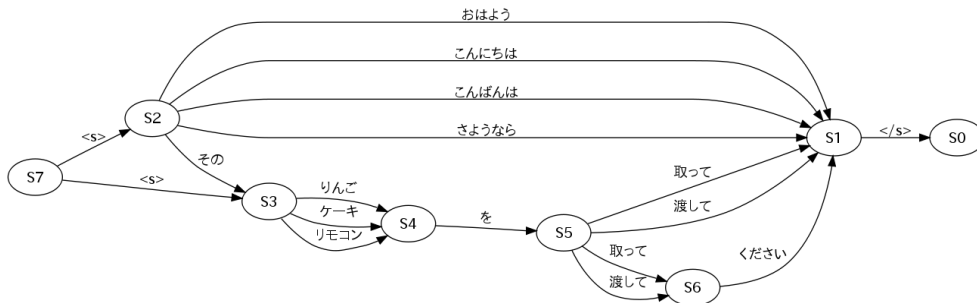 おはよう
こんにちは
こんばんは
さようなら
S2
<s>
S7
<s>
その
S3
りんご
ケーキ
リモコン
S4
を
S5
取って
渡して
取って
渡して
S6
ください
S1
</s>
S0